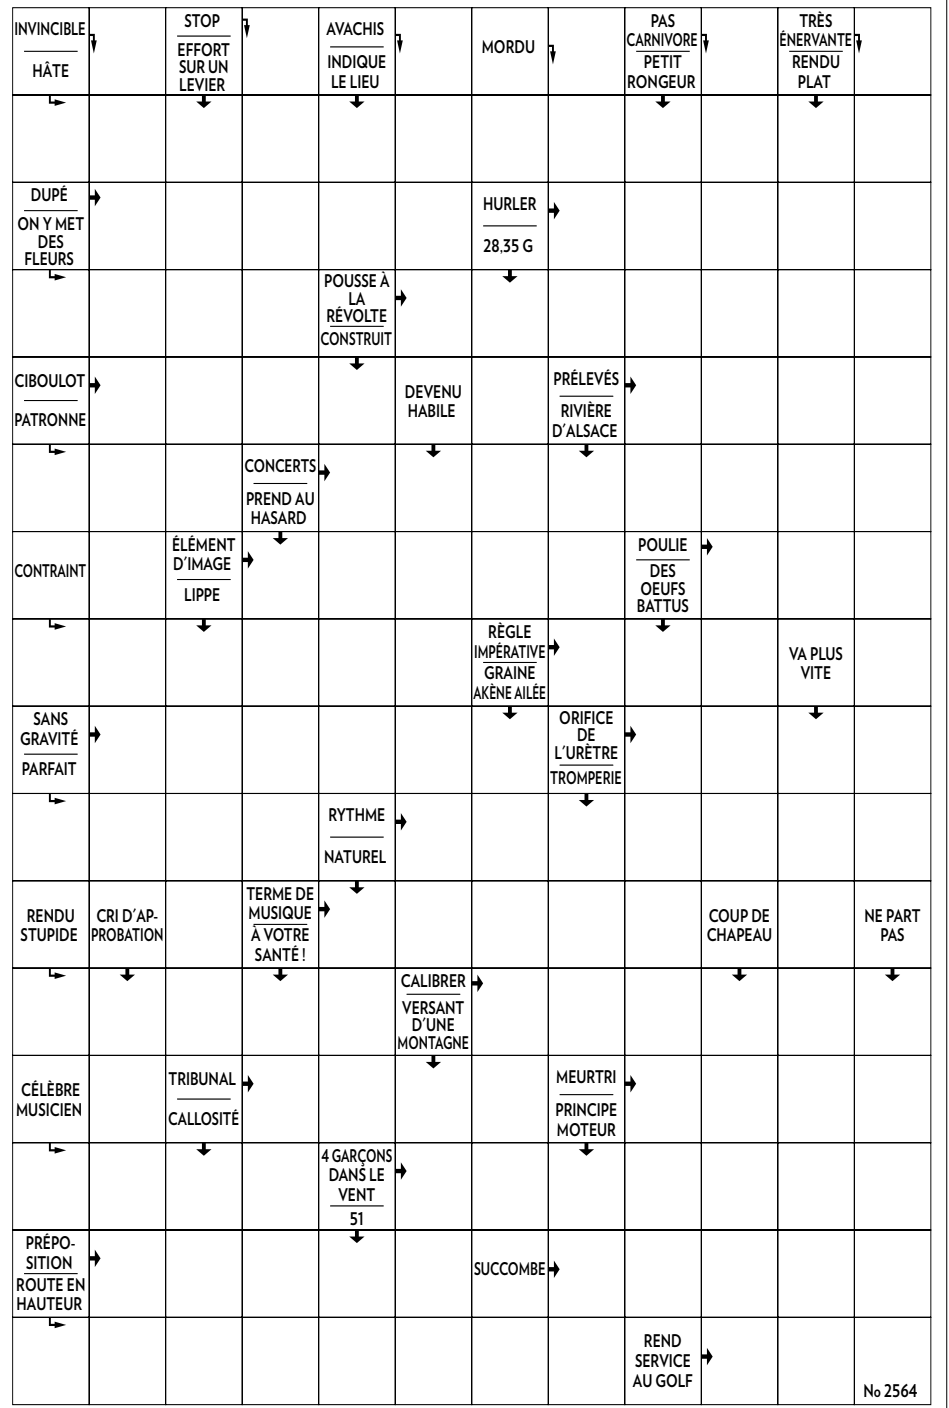 INVINCIBLE
HÂTE
STOP
EFFORT
SUR UN
LEVIER
AVACHIS
INDIQUE
LE LIEU
MORDU
PAS
CARNIVORE
PETIT
RONGEUR
TRÈS
ÉNERVANTE
RENDU
PLAT
DUPÉ
ON Y MET
DES
FLEURS
HURLER
28,35 G
POUSSE À
LA
RÉVOLTE
CONSTRUIT
CIBOULOT
PATRONNE
DEVENU
HABILE
PRÉLEVÉS
RIVIÈRE
D'ALSACE
CONCERTS
PREND AU
HASARD
CONTRAINT
ÉLÉMENT
D'IMAGE
LIPPE
POULIE
DES
OEUFS
BATTUS
RÈGLE
IMPÉRATIVE
GRAINE
AKÈNE AILÉE
VA PLUS
VITE
SANS
GRAVITÉ
PARFAIT
ORIFICE
DE
L'URÈTRE
TROMPERIE
RYTHME
NATUREL
RENDU
STUPIDE
CRI D'AP-
PROBATION
TERME DE
MUSIQUE
À VOTRE
SANTÉ !
COUP DE
CHAPEAU
NE PART
PAS
CALIBRER
VERSANT
D'UNE
MONTAGNE
CÉLÈBRE
MUSICIEN
TRIBUNAL
CALLOSITÉ
MEURTRI
PRINCIPE
MOTEUR
4 GARÇONS
DANS LE
VENT
51
PRÉPO-
SITION
ROUTE EN
HAUTEUR
SUCCOMBE
REND
SERVICE
AU GOLF
No 2564